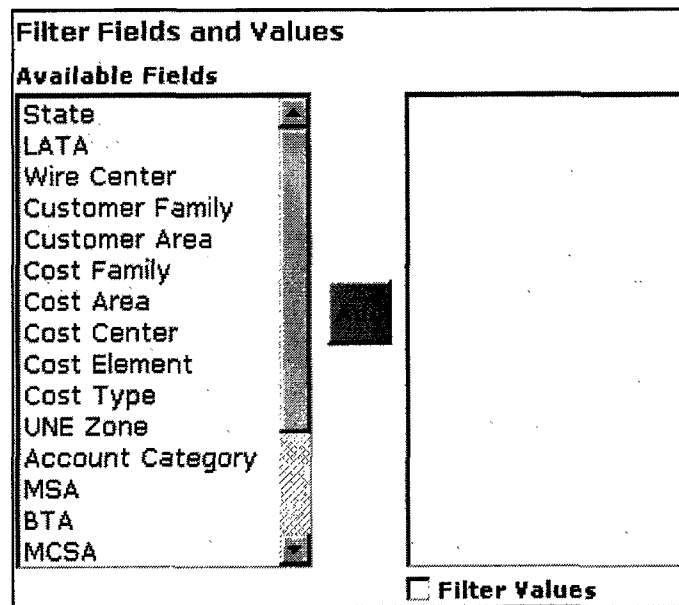 Filter Fields and Values
Available Fields
State
LATA
Wire Center
Customer Family
Customer Area
Cost Family
Cost Area
Cost Center
Cost Element
Cost Type
UNE Zone
Account Category
MSA
BTA
MCSA
Filter Values